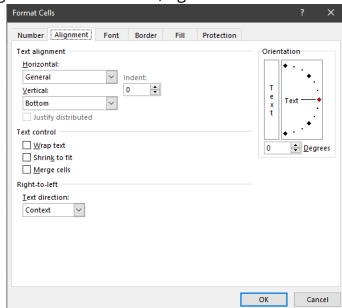 Format Cells ? ×
Number Alignment Font Border Fill Protection
Text alignment
Horizontal:
General
Indent:
Vertical:
0
Bottom
Justify distributed
Text control
Wrap text
Shrink to fit
Merge cells
Right-to-left
Text direction:
Context
Orientation
Text
Text
0 Degrees
OK Cancel